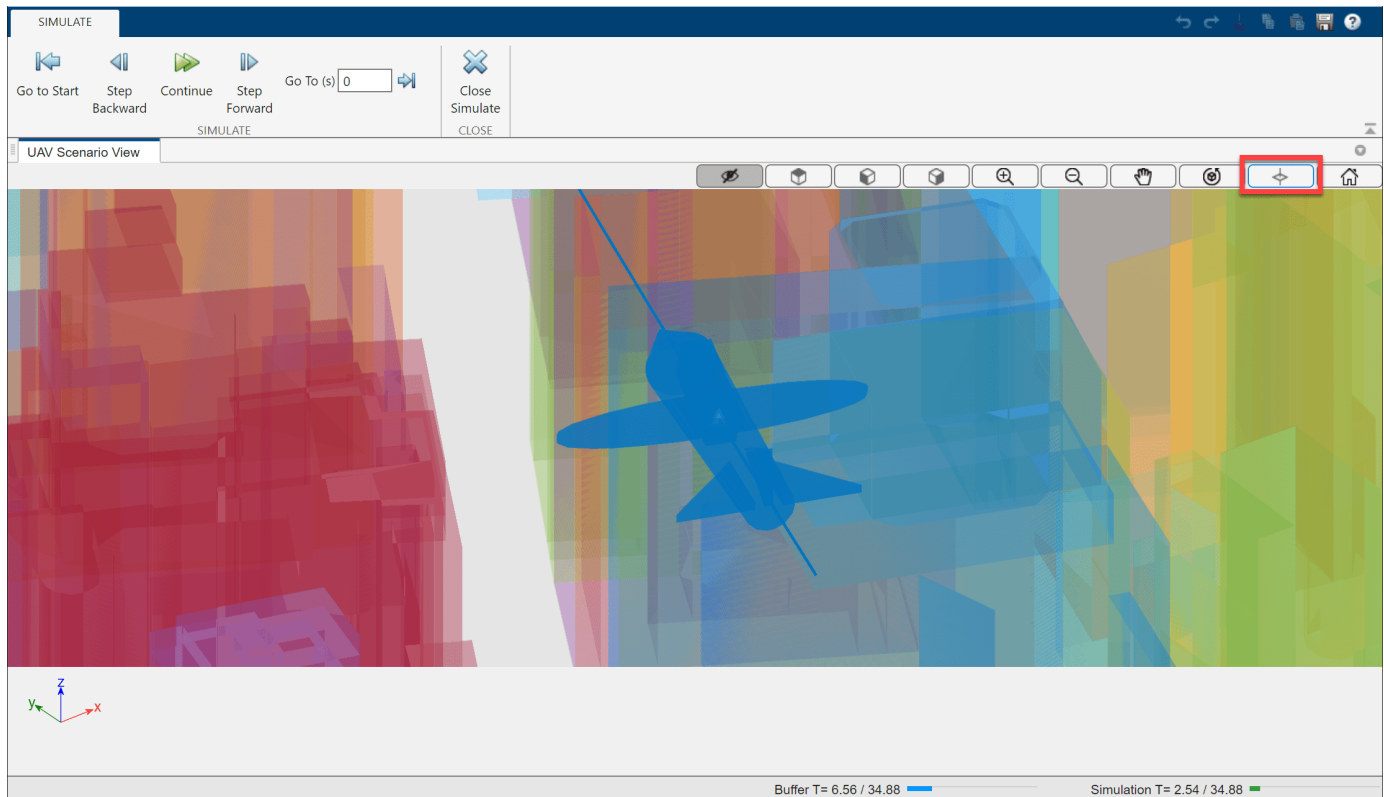 SIMULATE
Go to Start
Step
Backward
Continue
Step
Forward
Go To (s) 0
Close
Simulate
SIMULATE
CLOSE
UAV Scenario View
Z
y
x
Buffer T= 6.56 / 34.88
Simulation T= 2.54 / 34.88